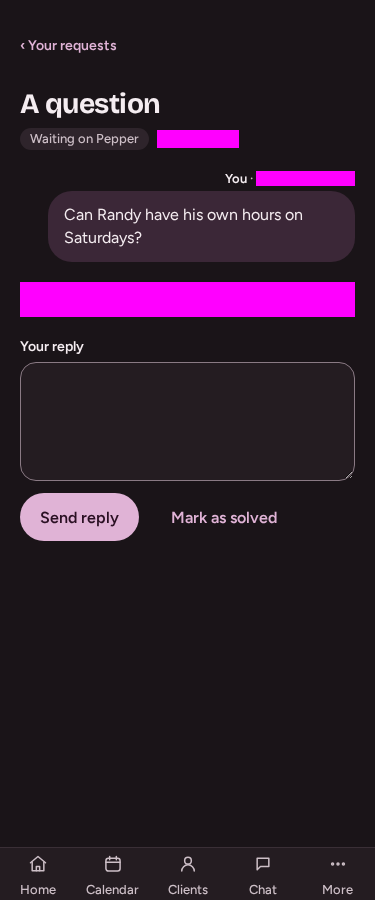 ‹ Your requests
A question
Waiting on Pepper
You ·
Can Randy have his own hours on
Saturdays?
Your reply
Send reply
Mark as solved
Home
Calendar
Clients
Chat
More